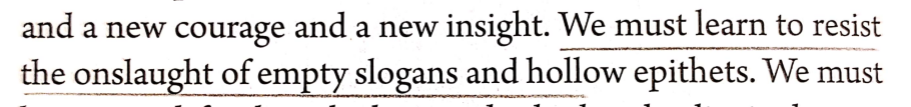 and a new courage and a new insight. We must learn to resist
the onslaught of empty slogans and hollow epithets. We must